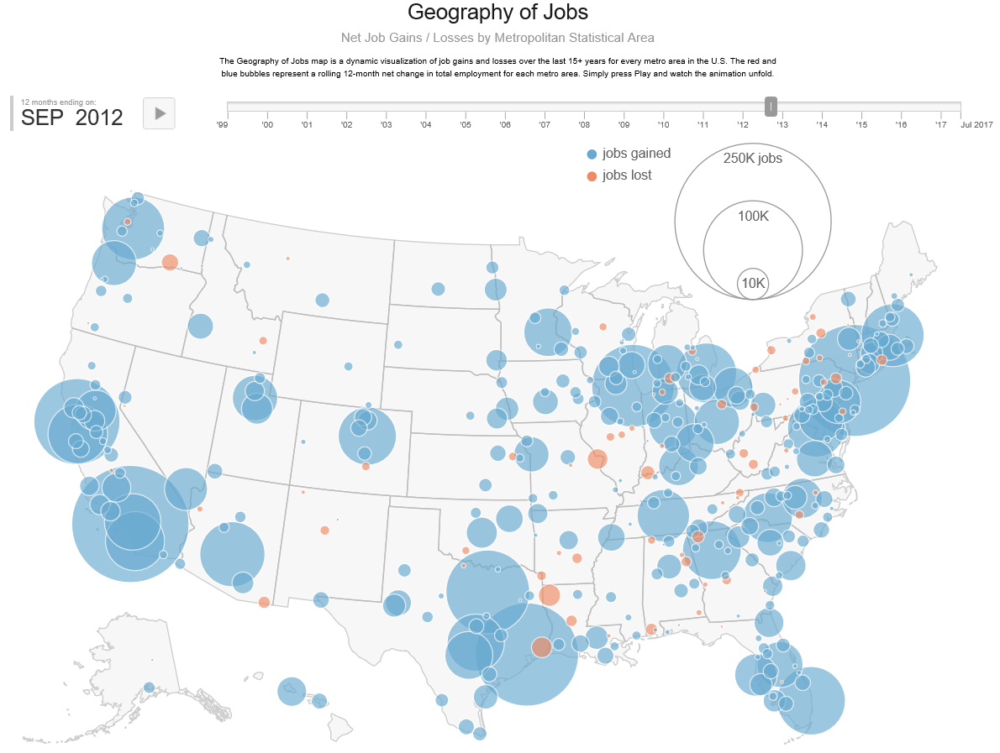 Geography of Jobs
Net Job Gains / Losses by Metropolitan Statistical Area
The Geography of Jobs map is a dynamic visualization of job gains and losses over the last 15+ years for every metro area in the U.S. The red and
blue bubbles represent a rolling 12-month net change in total employment for each metro area. Simply press Play and watch the animation unfold.
12 months ending on:
SEP 2012
'99 '00 '01 '02 '03 '04 '05 '06 '07 '08 '09 '10 '11 '12 '13 '14 '15 '16 '17 Jul 2017
jobs gained
jobs lost
250K jobs
100K
10K